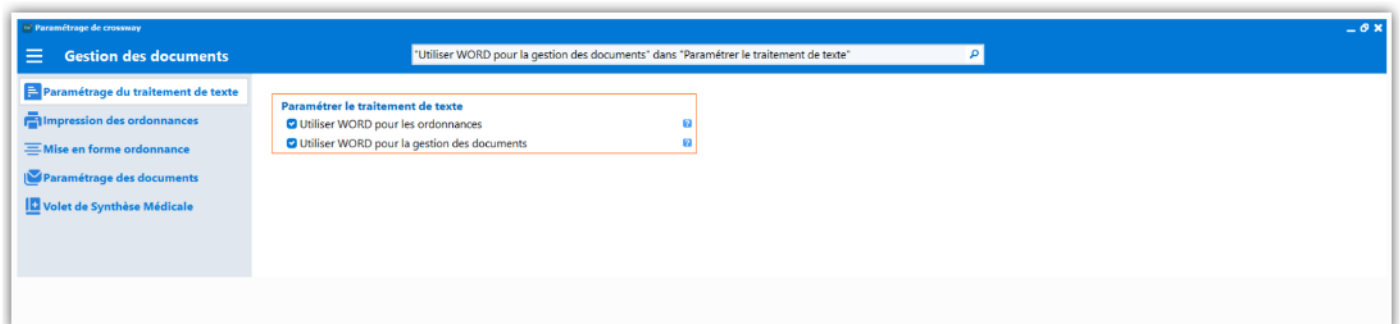 Paramétrage de crossway
Gestion des documents
"Utiliser WORD pour la gestion des documents" dans "Paramétrer le traitement de texte"
Paramétrage du traitement de texte
Impression des ordonnances
Mise en forme ordonnance
Paramétrage des documents
Volet de Synthèse Médicale
Paramétrer le traitement de texte
Utiliser WORD pour les ordonnances
Utiliser WORD pour la gestion des documents